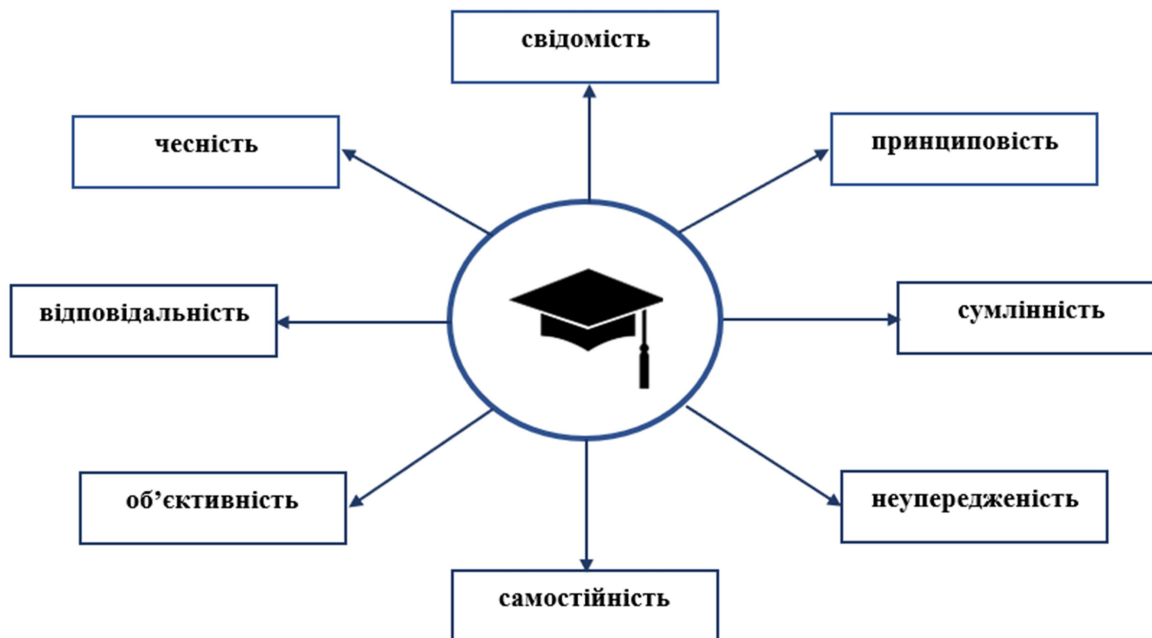 свідомість
чесність
принциповість
відповідальність
сумлінність
об’єктивність
неупередженість
самостійність